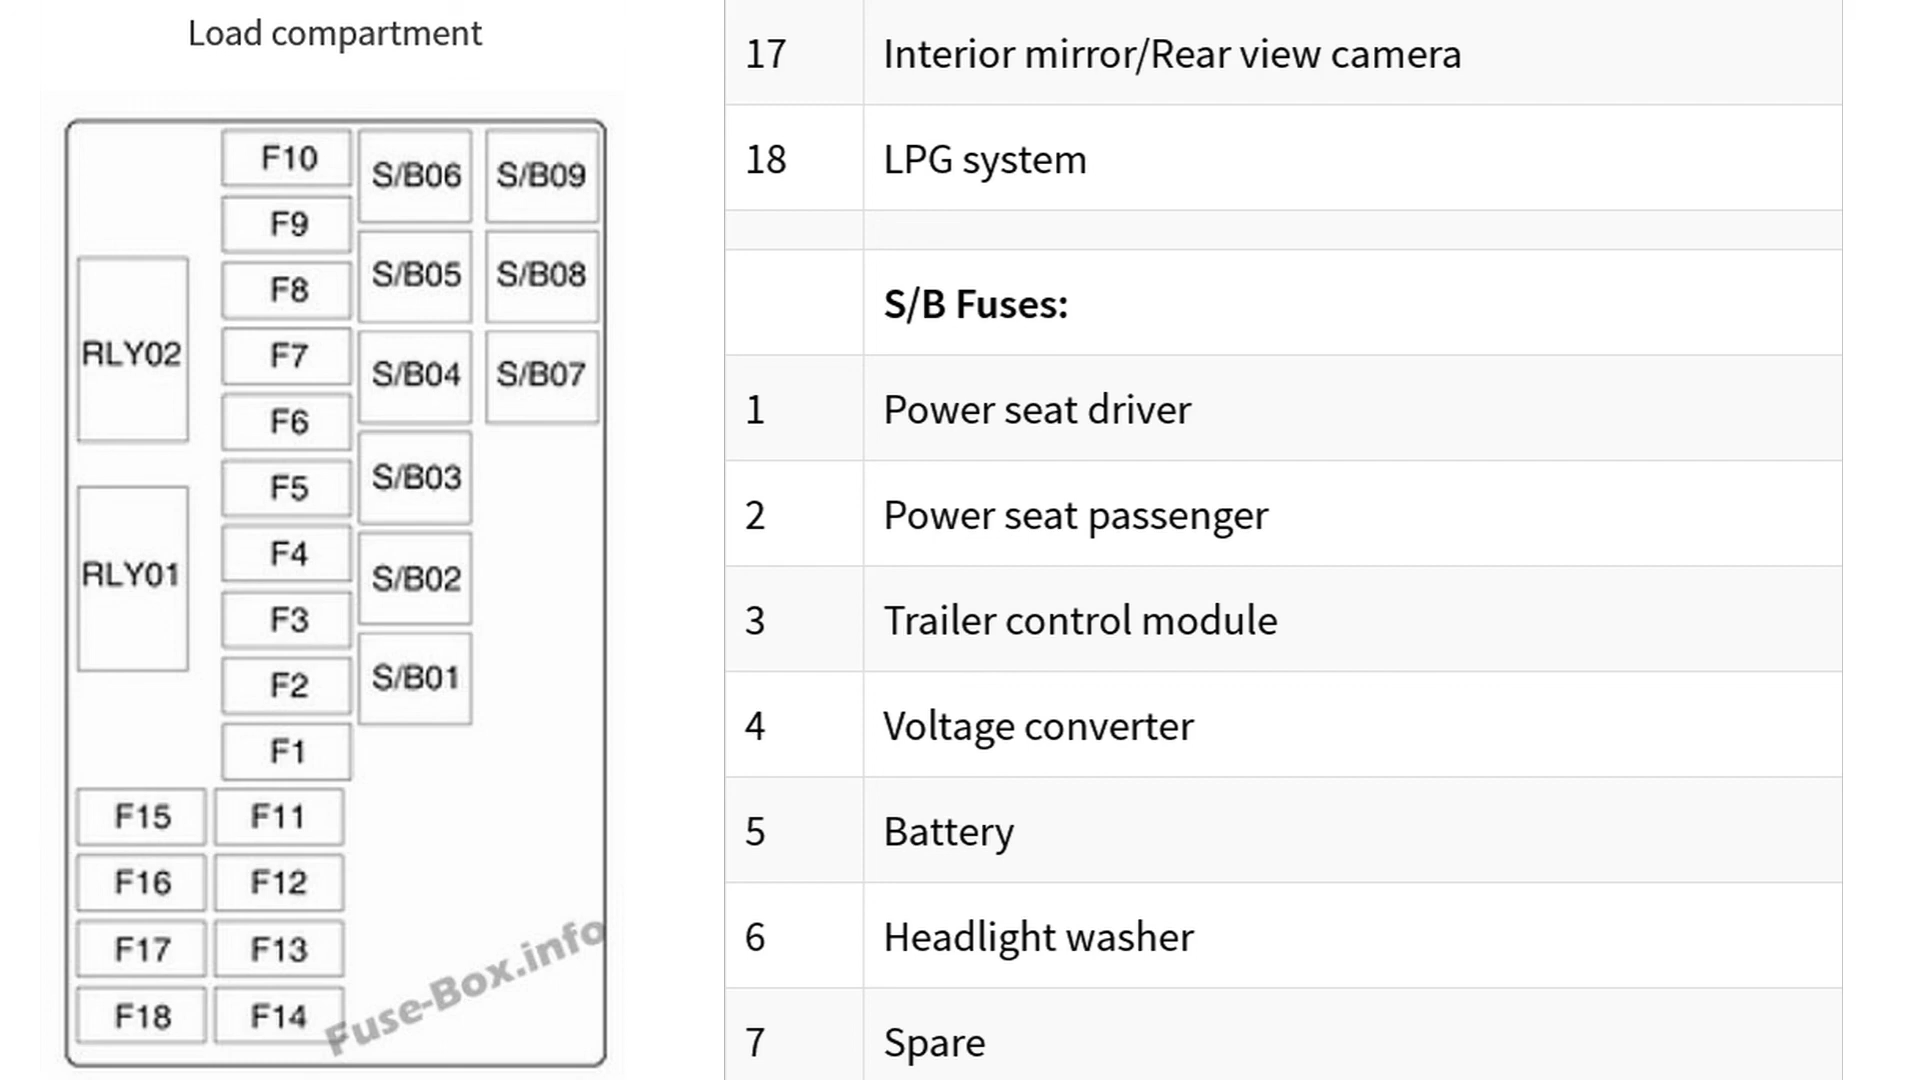 Load compartment
F10 S/B06 S/B09
F9
F8 S/B05 S/B08
RLY02 F7 S/B04 S/B07
F6
F5 S/B03
RLY01 F4 S/B02
F3
F2 S/B01
F1
F15 F11
F16 F12
F17 F13
F18 F14
Fuse-Box.info
17 Interior mirror/Rear view camera
18 LPG system
S/B Fuses:
1 Power seat driver
2 Power seat passenger
3 Trailer control module
4 Voltage converter
5 Battery
6 Headlight washer
7 Spare